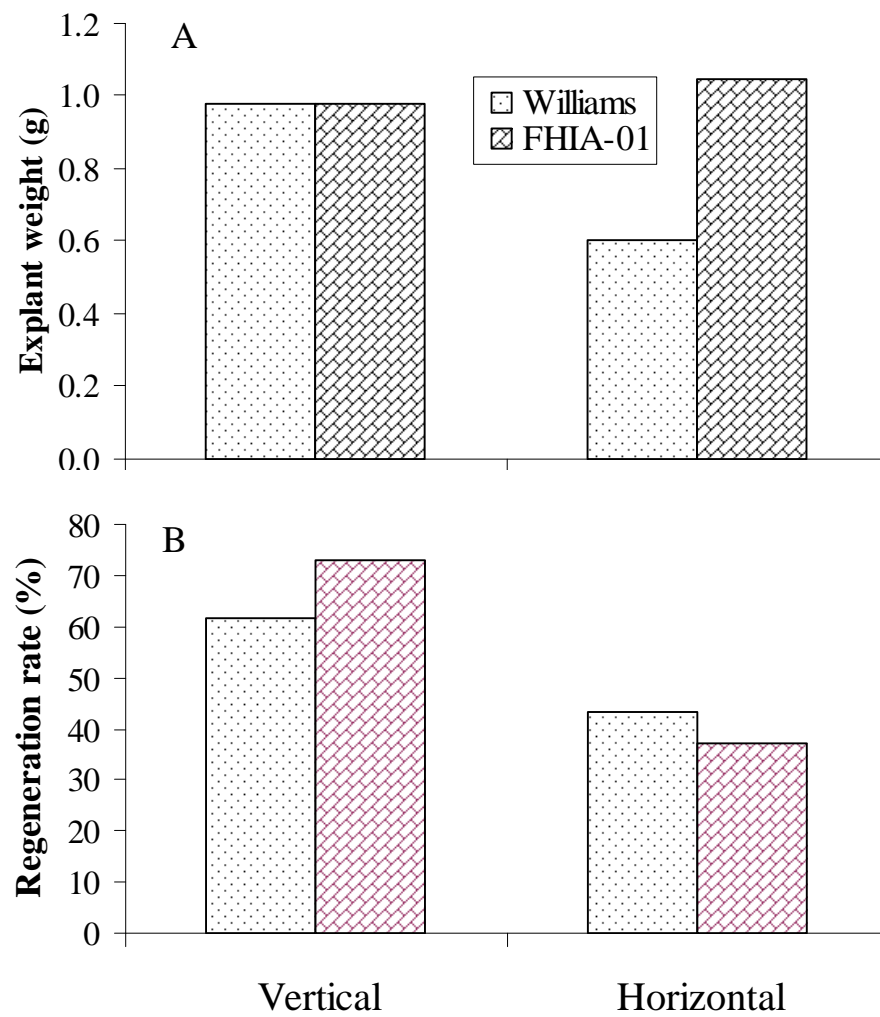 A
Explant weight (g)
1.2
1.0
0.8
0.6
0.4
0.2
0.0
Williams
FHIA-01
B
Regeneration rate (%)
80
70
60
50
40
30
20
10
0
Vertical Horizontal